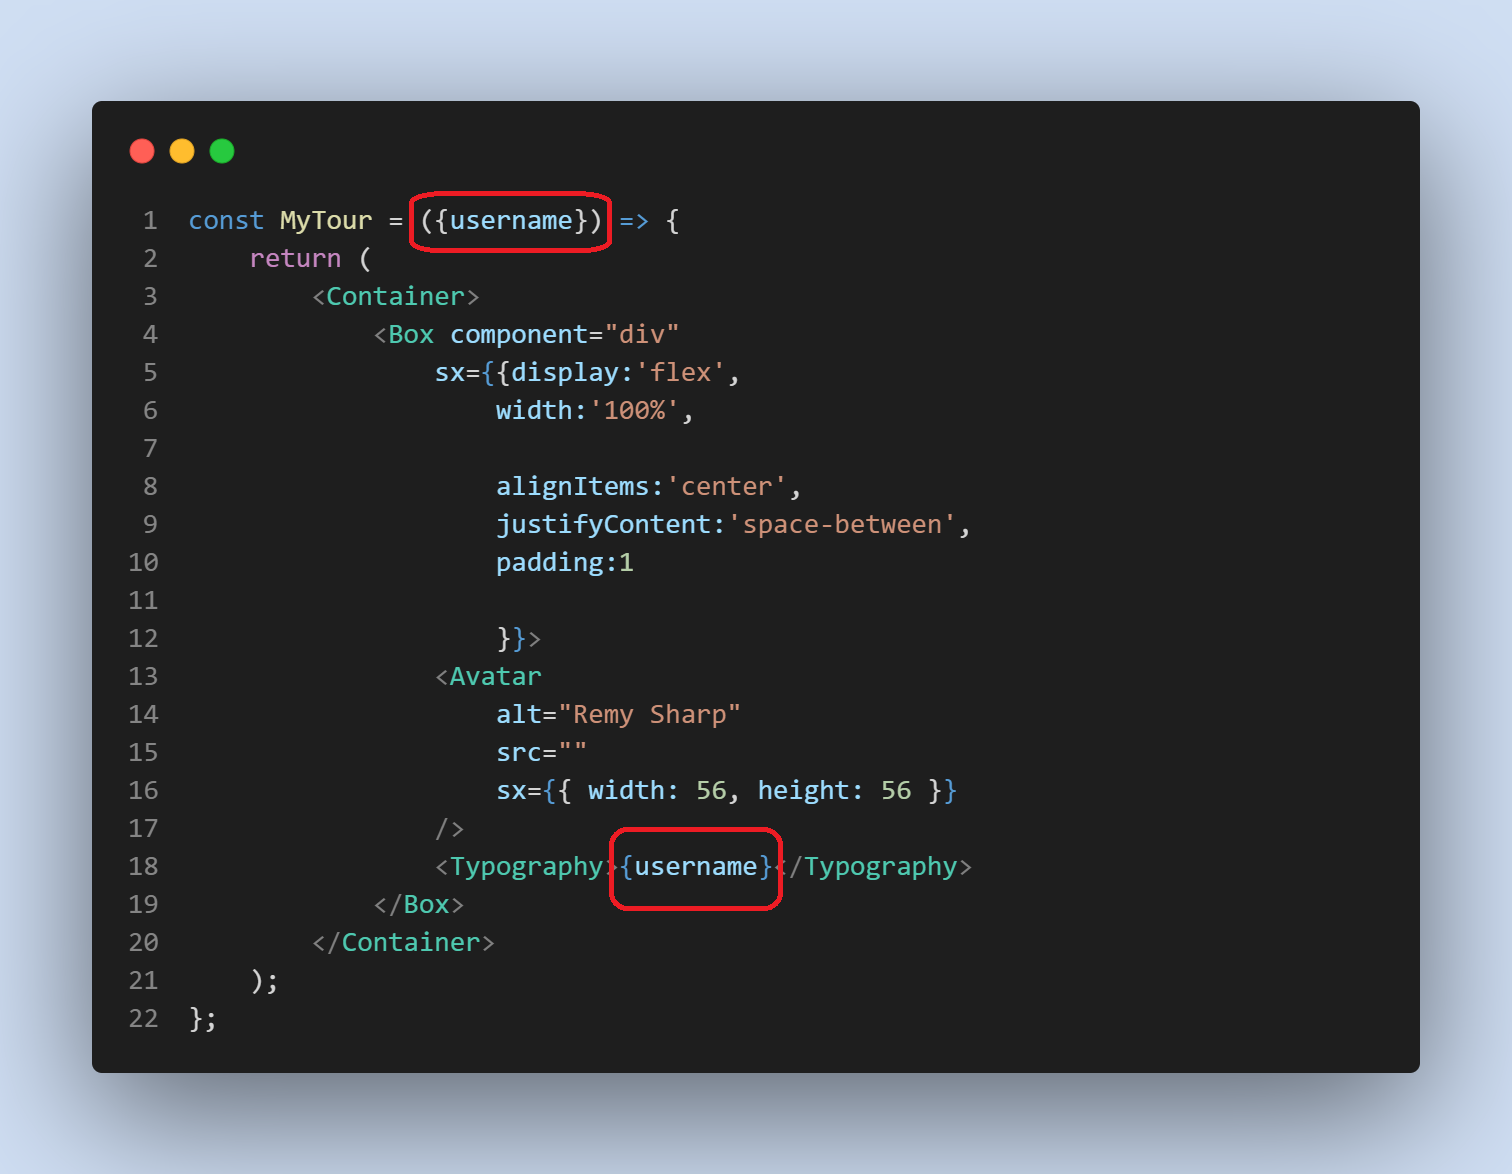 1 const MyTour = ({username}) => {
2 return (
3 <Container>
4 <Box component="div"
5 sx={{display:'flex',
6 width:'100%',
7
8 alignItems:'center',
9 justifyContent:'space-between',
10 padding:1
11
12 }}>
13 <Avatar
14 alt="Remy Sharp"
15 src=""
16 sx={{ width: 56, height: 56 }}
17 />
18 <Typography>{username}</Typography>
19 </Box>
20 </Container>
21 );
22 };